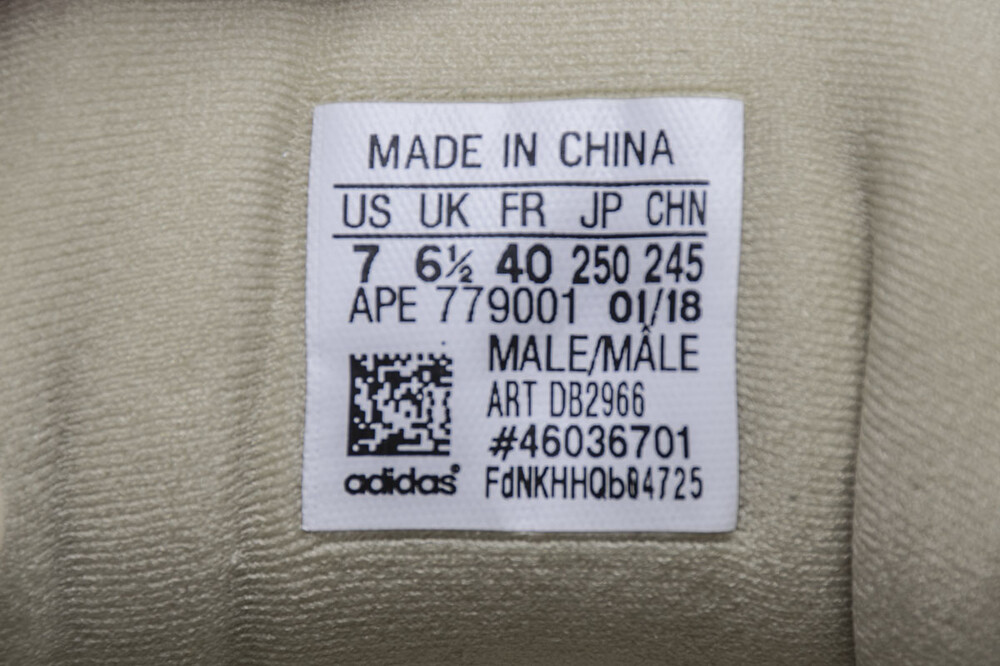 MADE IN CHINA
US UK FR JP CHN
7 6½ 40 250 245
APE 779001 01/18
MALE/MÂLE
ART DB2966
#46036701
adidas® FdNKHHQb04725